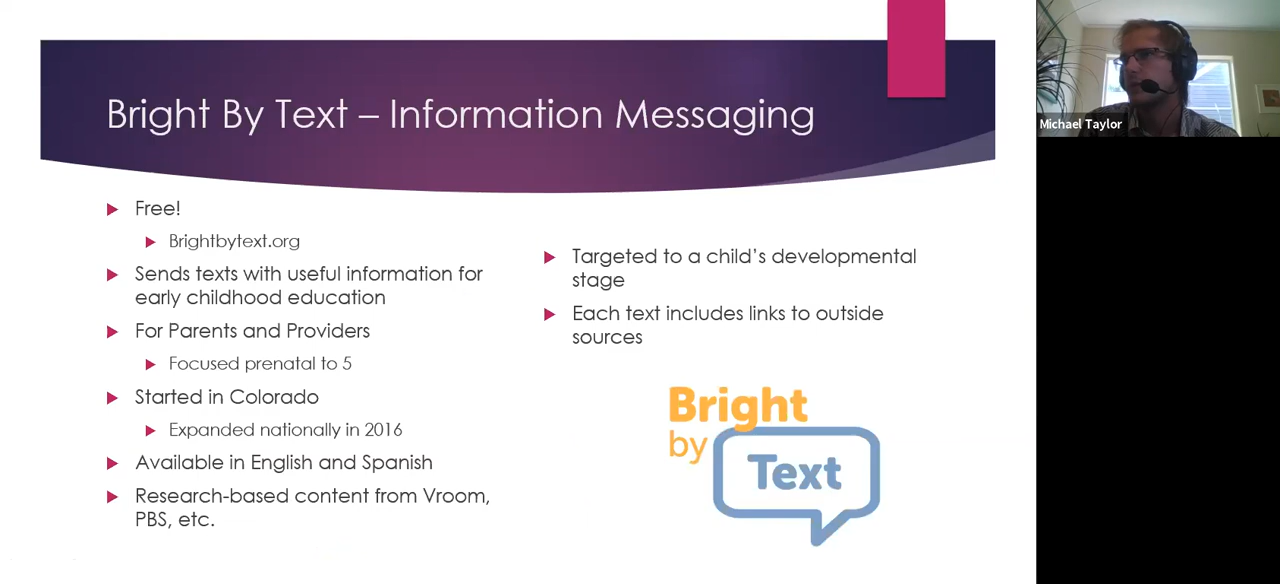 Bright By Text – Information Messaging
Free!
Brightbytext.org
Sends texts with useful information for
early childhood education
For Parents and Providers
Focused prenatal to 5
Started in Colorado
Expanded nationally in 2016
Available in English and Spanish
Research-based content from Vroom,
PBS, etc.
Targeted to a child's developmental
stage
Each text includes links to outside
sources
Bright
by
Text
Michael Taylor